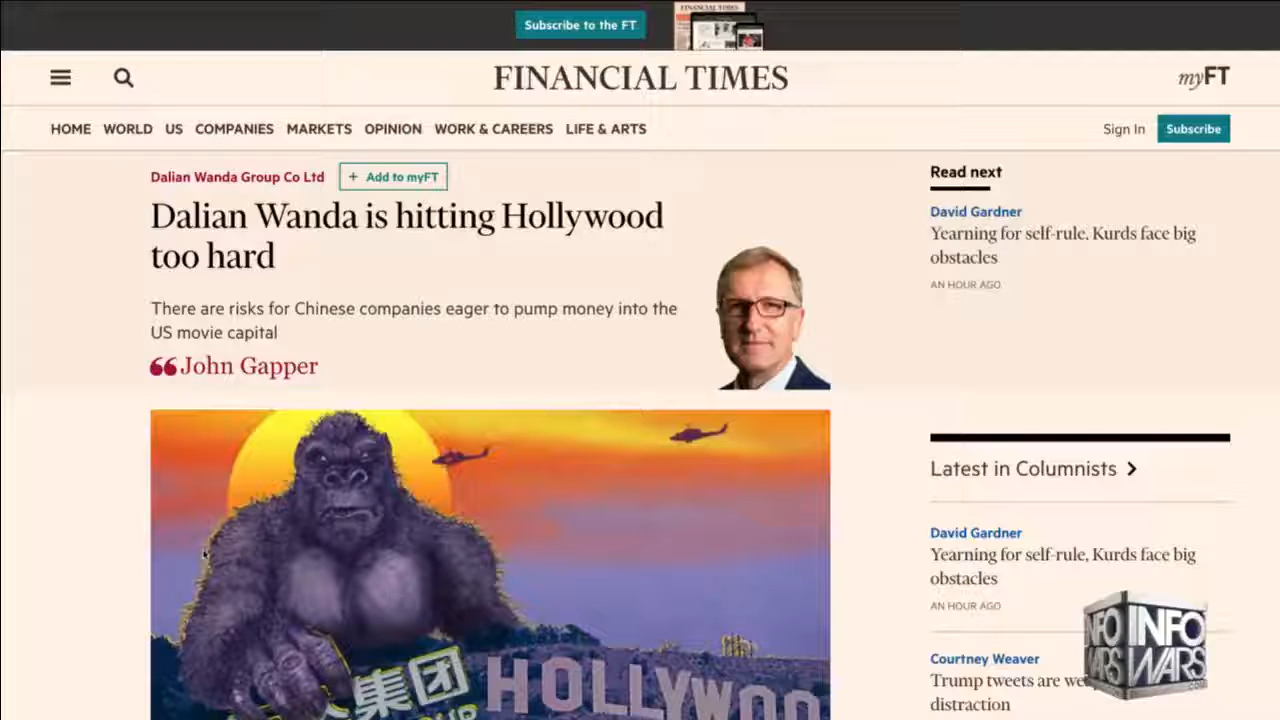 Subscribe to the FT
FINANCIAL TIMES
FINANCIAL TIMES
myFT
HOME WORLD US COMPANIES MARKETS OPINION WORK & CAREERS LIFE & ARTS
Sign In Subscribe
Dalian Wanda Group Co Ltd + Add to myFT
Dalian Wanda is hitting Hollywood
too hard
There are risks for Chinese companies eager to pump money into the
US movie capital
John Gapper
集团
HOLLYWOO
Read next
David Gardner
Yearning for self-rule, Kurds face big
obstacles
AN HOUR AGO
Latest in Columnists
David Gardner
Yearning for self-rule, Kurds face big
obstacles
AN HOUR AGO
Courtney Weaver
Trump tweets are
distraction
INFO
WARS
INFO
WARS